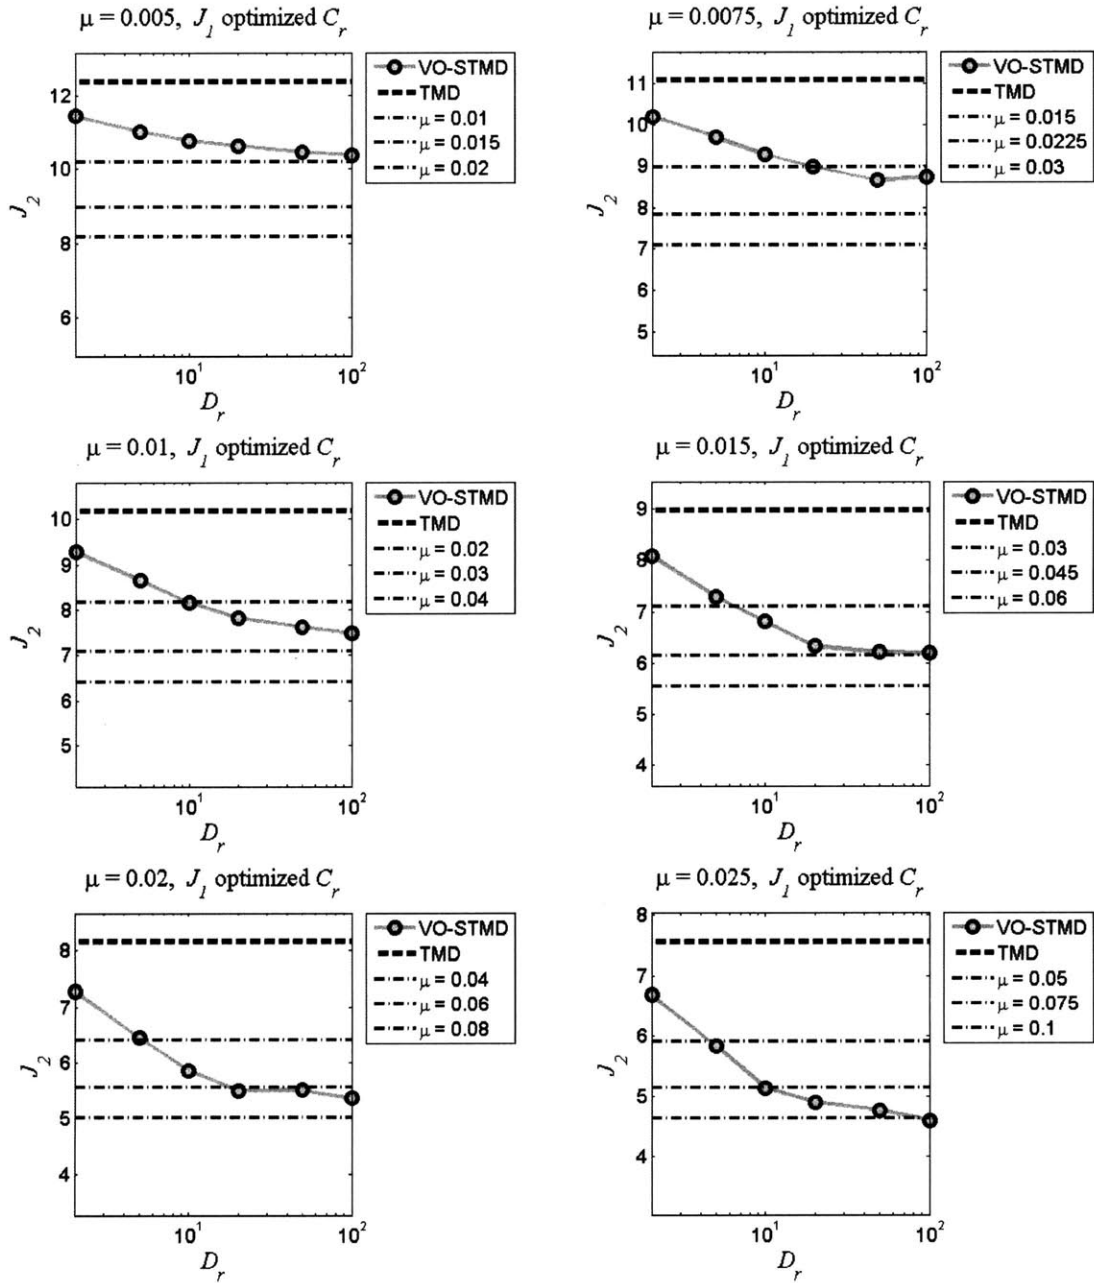 μ = 0.005, J1 optimized Cr
VO-STMD
TMD
μ = 0.01
μ = 0.015
μ = 0.02
12
10
8
6
J2
10^1
10^2
Dr
μ = 0.0075, J1 optimized Cr
VO-STMD
TMD
μ = 0.015
μ = 0.0225
μ = 0.03
11
10
9
8
7
6
5
J2
10^1
10^2
Dr
μ = 0.01, J1 optimized Cr
VO-STMD
TMD
μ = 0.02
μ = 0.03
μ = 0.04
10
9
8
7
6
5
J2
10^1
10^2
Dr
μ = 0.015, J1 optimized Cr
VO-STMD
TMD
μ = 0.03
μ = 0.045
μ = 0.06
9
8
7
6
5
4
J2
10^1
10^2
Dr
μ = 0.02, J1 optimized Cr
VO-STMD
TMD
μ = 0.04
μ = 0.06
μ = 0.08
8
7
6
5
4
J2
10^1
10^2
Dr
μ = 0.025, J1 optimized Cr
VO-STMD
TMD
μ = 0.05
μ = 0.075
μ = 0.1
8
7
6
5
4
J2
10^1
10^2
Dr